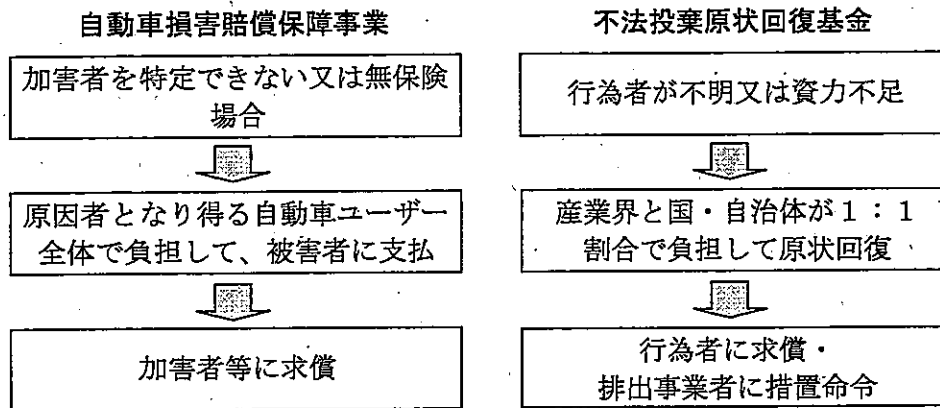 自動車損害賠償保障事業
加害者を特定できない又は無保険
場合
原因者となり得る自動車ユーザー
全体で負担して、被害者に支払
加害者等に求償
不法投棄原状回復基金
行為者が不明又は資力不足
産業界と国・自治体が1：1
割合で負担して原状回復
行為者に求償・
排出事業者に措置命令